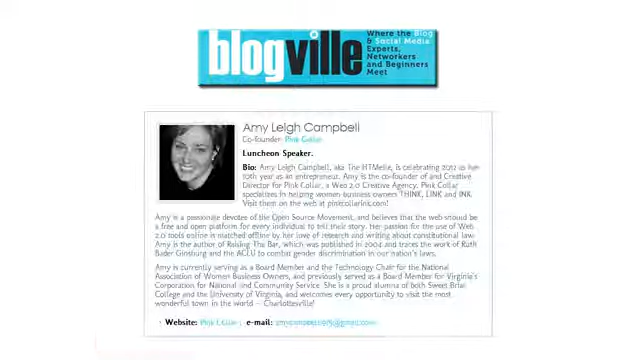 blogville
Where the Blog
& Social Media
Experts,
Networkers
and Beginners
Meet
Amy Leigh Campbell
Co-founder Pink Collar
Luncheon Speaker.
Bio: Amy Leigh Campbell, aka The HTMelle, is celebrating 2012 as her
10th year as an entrepreneur. Amy is the co-founder of and Creative
Director for Pink Collar, a Web 2.0 Creative Agency. Pink Collar
specializes in helping women business owners THINK, LINK and INK.
Visit them on the web at pinkcollarink.com!
Amy is a passionate devotee of the Open Source Movement, and believes that the web should be
a free and open platform for every individual to tell their story. Her passion for the use of Web
2.0 tools online is matched offline by her love of research and writing about constitutional law.
Amy is the author of Raising The Bar, which was published in 2004 and traces the work of Ruth
Bader Ginsburg and the ACLU to combat gender discrimination in our nation's laws.
Amy is currently serving as a Board Member and the Technology Chair for the National
Association of Women Business Owners, and previously served as a Board Member for Virginia's
Corporation for National and Community Service. She is a proud alumna of both Sweet Briar
College and the University of Virginia, and welcomes every opportunity to visit the most
wonderful town in the world – Charlottesville!
Website: Pink Collar e-mail: